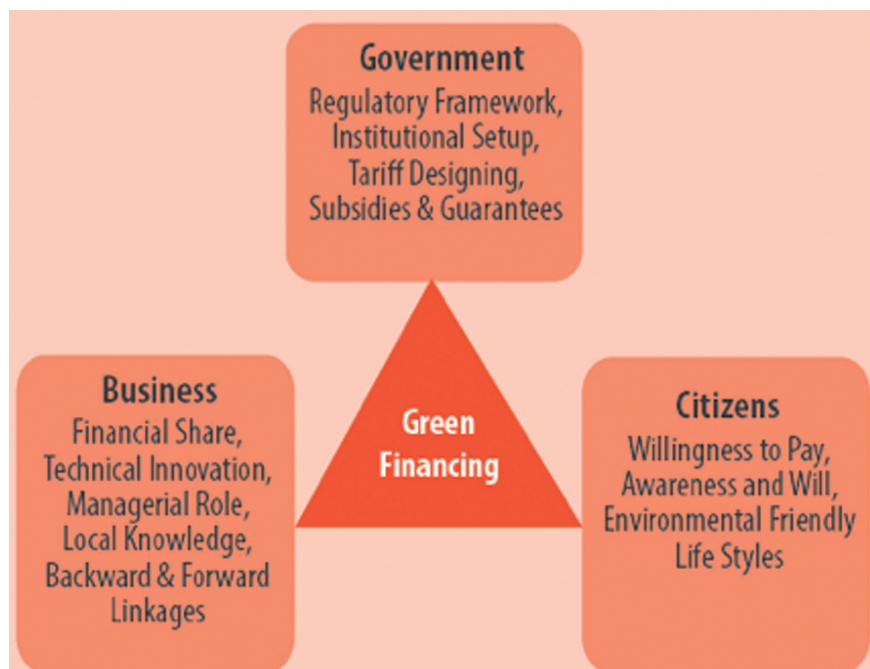 Government
Regulatory Framework,
Institutional Setup,
Tariff Designing,
Subsidies & Guarantees
Business
Financial Share,
Technical Innovation,
Managerial Role,
Local Knowledge,
Backward & Forward
Linkages
Green
Financing
Citizens
Willingness to Pay,
Awareness and Will,
Environmental Friendly
Life Styles